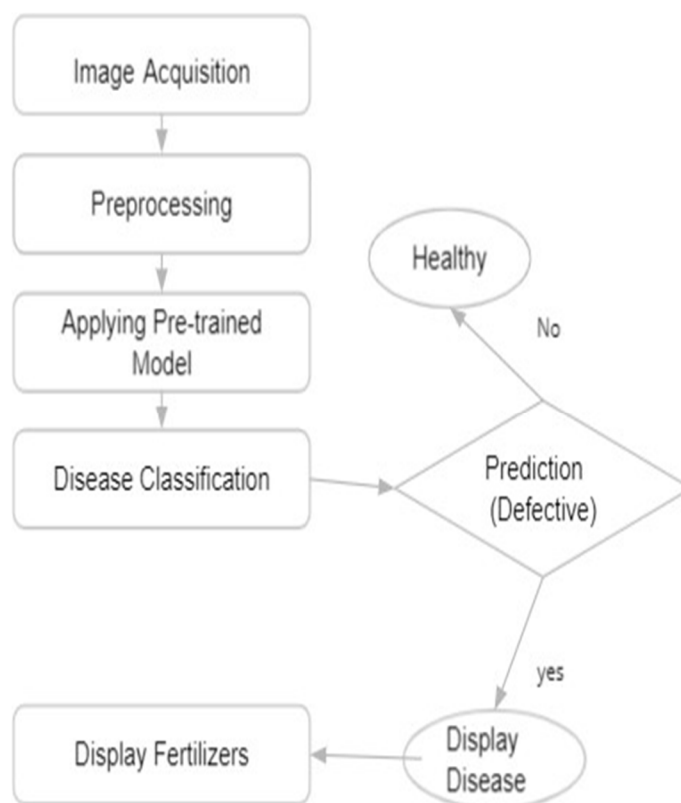 Image Acquisition
Preprocessing
Applying Pre-trained
Model
Disease Classification
Healthy
No
Prediction
(Defective)
yes
Display
Disease
Display Fertilizers